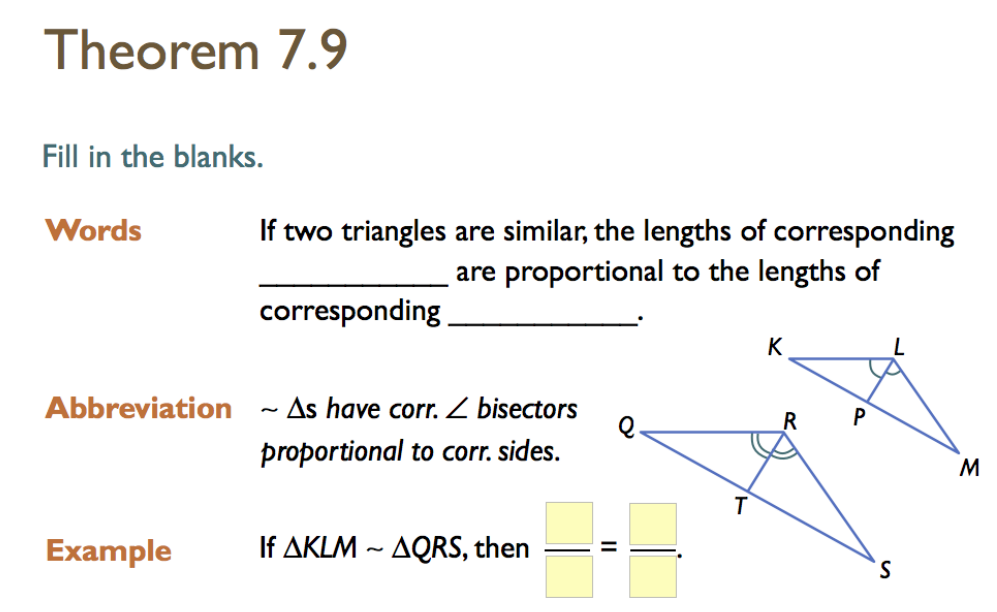 Theorem 7.9
Fill in the blanks.
Words If two triangles are similar, the lengths of corresponding
___________ are proportional to the lengths of
corresponding ___________.
Abbreviation ~ Δs have corr. ∠ bisectors
proportional to corr. sides.
Example If ΔKLM ~ ΔQRS, then = .
K
L
P
M
Q
R
T
S